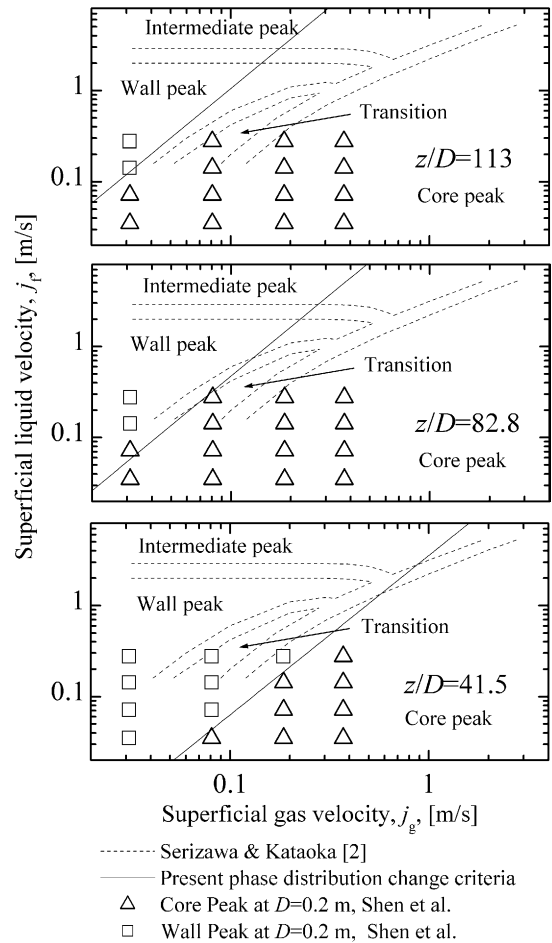 Superficial liquid velocity, jf, [m/s]
Intermediate peak
Wall peak
Transition
z/D=113
Core peak
1
0.1
Intermediate peak
Wall peak
Transition
z/D=82.8
Core peak
1
0.1
Intermediate peak
Wall peak
Transition
z/D=41.5
Core peak
1
0.1
0.1 1
Superficial gas velocity, jg, [m/s]
Serizawa & Kataoka [2]
Present phase distribution change criteria
Core Peak at D=0.2 m, Shen et al.
Wall Peak at D=0.2 m, Shen et al.